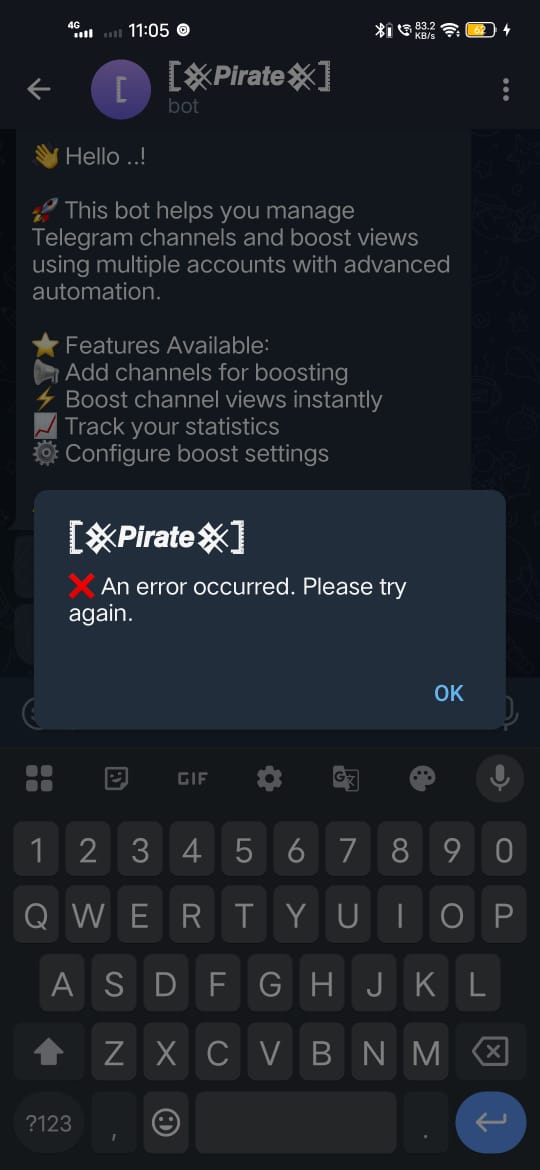 4G 11:05 83.2 KB/s 62
[※Pirate※]
bot
👋 Hello ..!
🚀 This bot helps you manage
Telegram channels and boost views
using multiple accounts with advanced
automation.
⭐ Features Available:
📢 Add channels for boosting
⚡ Boost channel views instantly
📈 Track your statistics
⚙️ Configure boost settings
[※Pirate※]
❌ An error occurred. Please try
again.
OK
GIF
1 2 3 4 5 6 7 8 9 0
Q W E R T Y U I O P
A S D F G H J K L
Z X C V B N M
?123 , .